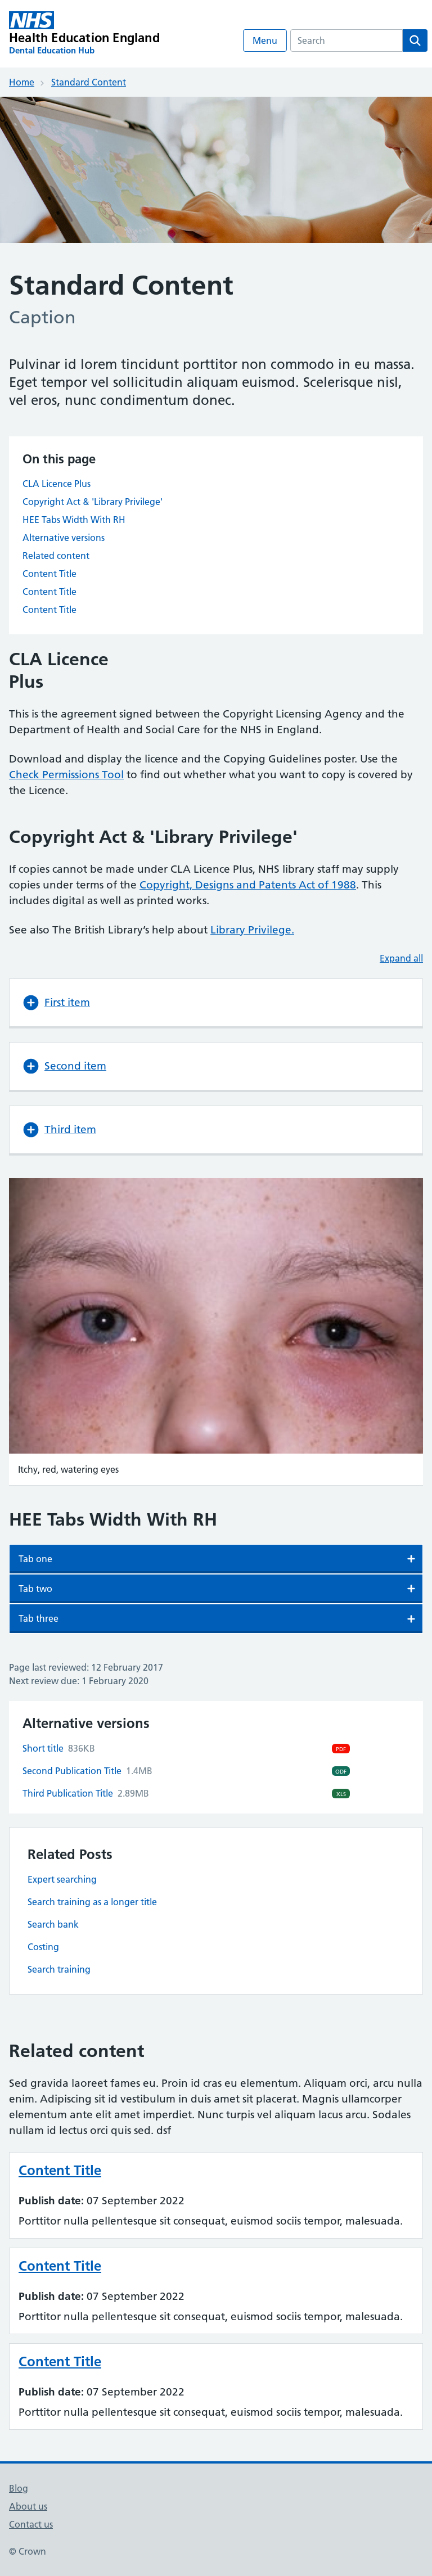 NHS
Health Education England
Dental Education Hub
Menu
Search
Home
Standard Content
Standard Content
Caption
Pulvinar id lorem tincidunt porttitor non commodo in eu massa.
Eget tempor vel sollicitudin aliquam euismod. Scelerisque nisl,
vel eros, nunc condimentum donec.
On this page
CLA Licence Plus
Copyright Act & 'Library Privilege'
HEE Tabs Width With RH
Alternative versions
Related content
Content Title
Content Title
Content Title
CLA Licence
Plus
This is the agreement signed between the Copyright Licensing Agency and the
Department of Health and Social Care for the NHS in England.
Download and display the licence and the Copying Guidelines poster. Use the
Check Permissions Tool to find out whether what you want to copy is covered by
the Licence.
Copyright Act & 'Library Privilege'
If copies cannot be made under CLA Licence Plus, NHS library staff may supply
copies under terms of the Copyright, Designs and Patents Act of 1988. This
includes digital as well as printed works.
See also The British Library’s help about Library Privilege.
Expand all
First item
Second item
Third item
Itchy, red, watering eyes
HEE Tabs Width With RH
Tab one
Tab two
Tab three
Page last reviewed: 12 February 2017
Next review due: 1 February 2020
Alternative versions
Short title 836KB PDF
Second Publication Title 1.4MB ODF
Third Publication Title 2.89MB XLS
Related Posts
Expert searching
Search training as a longer title
Search bank
Costing
Search training
Related content
Sed gravida laoreet fames eu. Proin id cras eu elementum. Aliquam orci, arcu nulla
enim. Adipiscing sit id vestibulum in duis amet sit placerat. Magnis ullamcorper
elementum ante elit amet imperdiet. Nunc turpis vel aliquam lacus arcu. Sodales
nullam id lectus orci quis sed. dsf
Content Title
Publish date: 07 September 2022
Porttitor nulla pellentesque sit consequat, euismod sociis tempor, malesuada.
Content Title
Publish date: 07 September 2022
Porttitor nulla pellentesque sit consequat, euismod sociis tempor, malesuada.
Content Title
Publish date: 07 September 2022
Porttitor nulla pellentesque sit consequat, euismod sociis tempor, malesuada.
Blog
About us
Contact us
© Crown